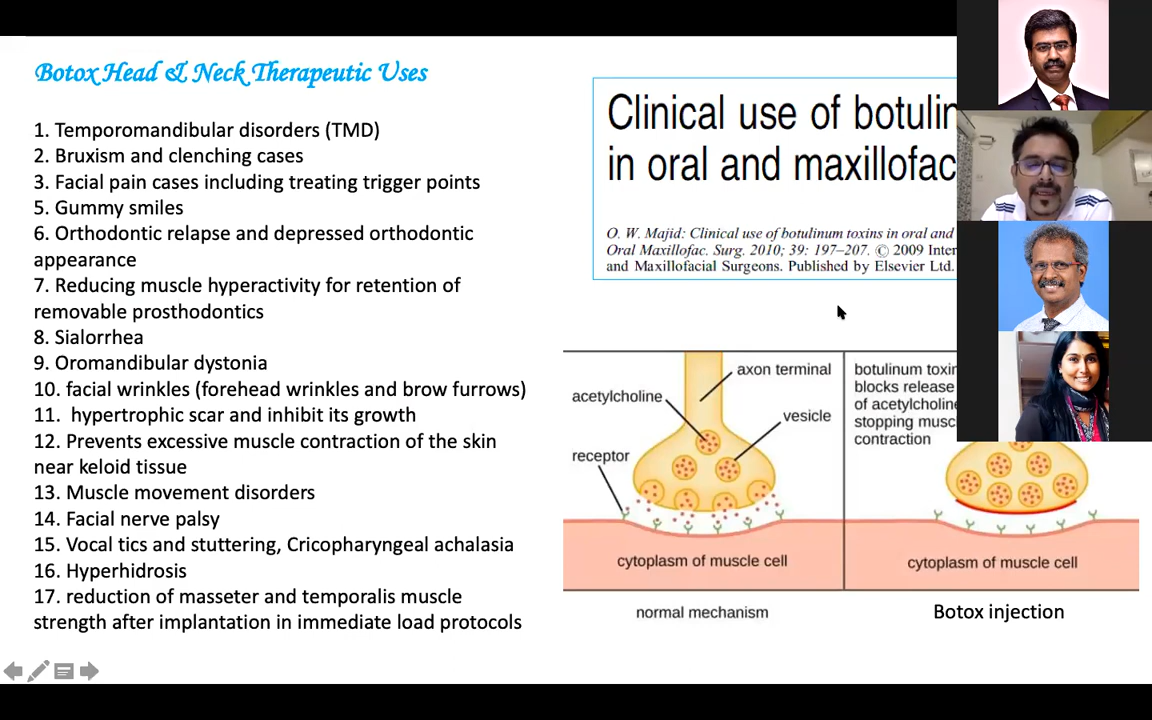 Botox Head & Neck Therapeutic Uses
1. Temporomandibular disorders (TMD)
2. Bruxism and clenching cases
3. Facial pain cases including treating trigger points
5. Gummy smiles
6. Orthodontic relapse and depressed orthodontic
appearance
7. Reducing muscle hyperactivity for retention of
removable prosthodontics
8. Sialorrhea
9. Oromandibular dystonia
10. facial wrinkles (forehead wrinkles and brow furrows)
11. hypertrophic scar and inhibit its growth
12. Prevents excessive muscle contraction of the skin
near keloid tissue
13. Muscle movement disorders
14. Facial nerve palsy
15. Vocal tics and stuttering, Cricopharyngeal achalasia
16. Hyperhidrosis
17. reduction of masseter and temporalis muscle
strength after implantation in immediate load protocols
Clinical use of botulin
in oral and maxillofac
O. W. Majid: Clinical use of botulinum toxins in oral and
Oral Maxillofac. Surg. 2010; 39: 197–207. © 2009 Inter
and Maxillofacial Surgeons. Published by Elsevier Ltd.
axon terminal
acetylcholine
vesicle
receptor
cytoplasm of muscle cell
normal mechanism
botulinum toxin
blocks release
of acetylcholine
stopping musc
contraction
cytoplasm of muscle cell
Botox injection